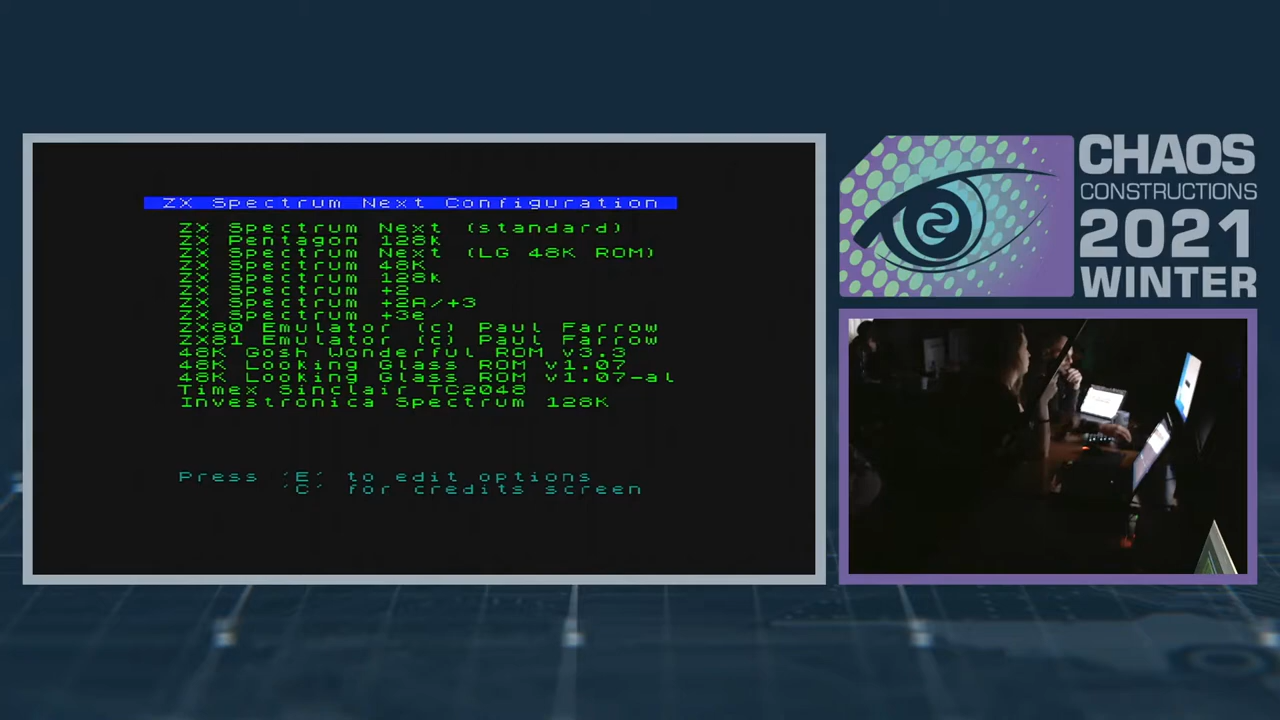 ZX Spectrum Next Configuration
ZX Spectrum Next (standard)
ZX Pentagon 128k
ZX Spectrum Next (LG 48K ROM)
ZX Spectrum 48K
ZX Spectrum 128k
ZX Spectrum +2
ZX Spectrum +2A/+3
ZX Spectrum +3e
ZX80 Emulator (c) Paul Farrow
ZX81 Emulator (c) Paul Farrow
48K Gosh Wonderful ROM v3.3
48K Looking Glass ROM v1.07
48K Looking Glass ROM v1.07-al
Timex Sinclair TC2048
Investronica Spectrum 128K
Press 'E' to edit options
'C' for credits screen
CHAOS
CONSTRUCTIONS
2021
WINTER